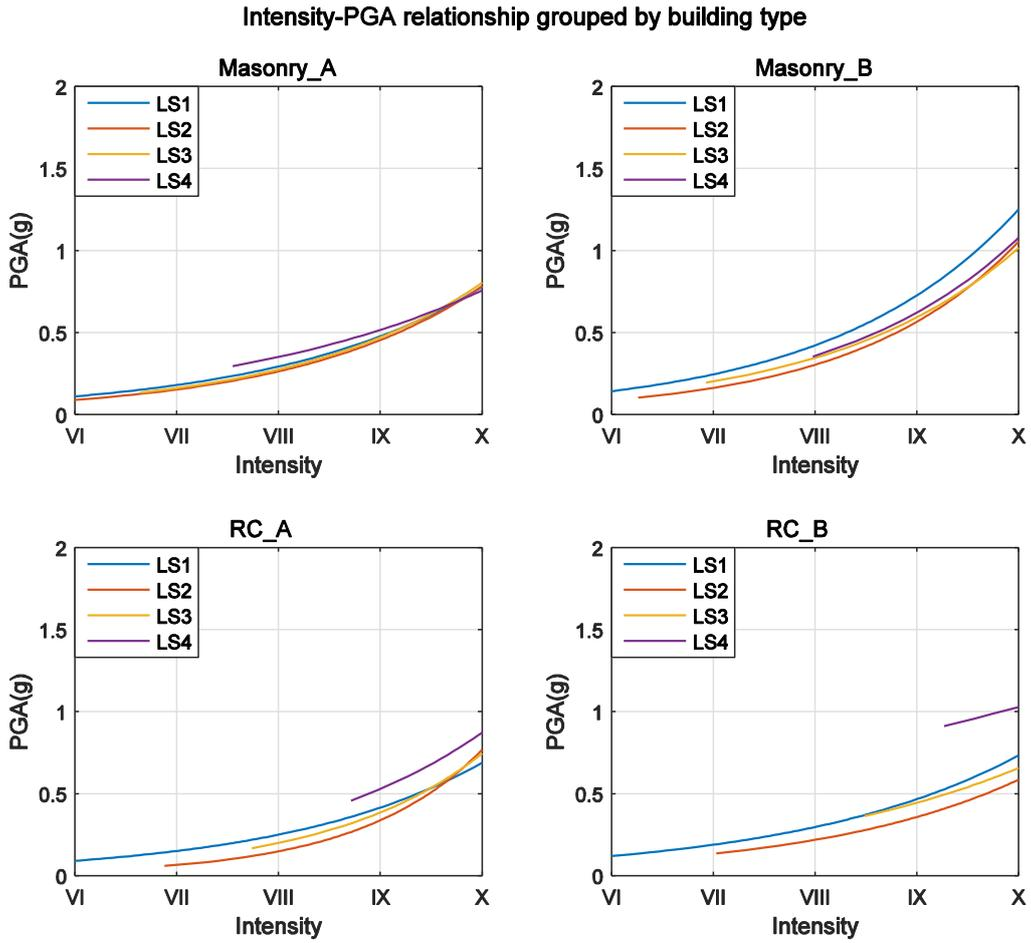 Intensity-PGA relationship grouped by building type
Masonry_A
2
1.5
1
0.5
0
PGA(g)
LS1
LS2
LS3
LS4
VI VII VIII IX X
Intensity
Masonry_B
2
1.5
1
0.5
0
PGA(g)
LS1
LS2
LS3
LS4
VI VII VIII IX X
Intensity
RC_A
2
1.5
1
0.5
0
PGA(g)
LS1
LS2
LS3
LS4
VI VII VIII IX X
Intensity
RC_B
2
1.5
1
0.5
0
PGA(g)
LS1
LS2
LS3
LS4
VI VII VIII IX X
Intensity